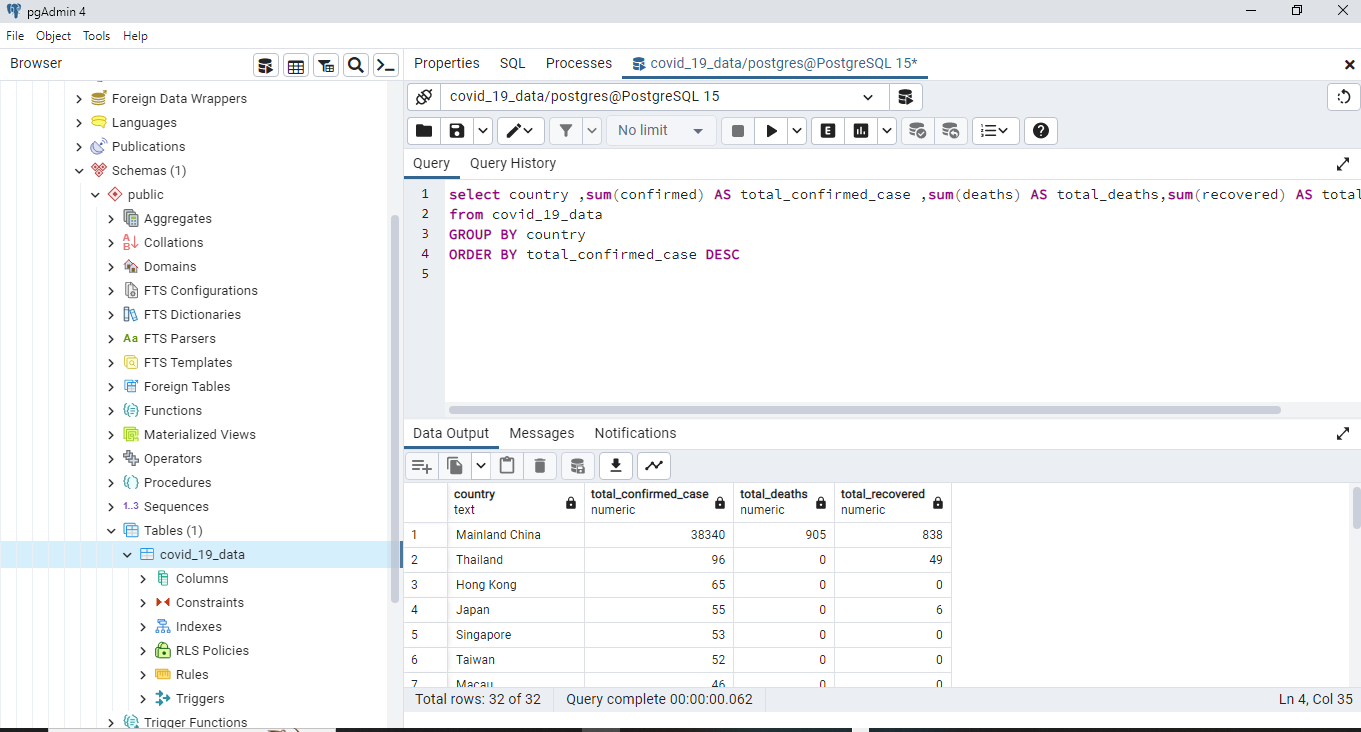 pgAdmin 4
File Object Tools Help
Browser
Properties SQL Processes covid_19_data/postgres@PostgreSQL 15*
covid_19_data/postgres@PostgreSQL 15
No limit
E
Query Query History
1 select country ,sum(confirmed) AS total_confirmed_case ,sum(deaths) AS total_deaths,sum(recovered) AS total
2 from covid_19_data
3 GROUP BY country
4 ORDER BY total_confirmed_case DESC
5
Foreign Data Wrappers
Languages
Publications
Schemas (1)
public
Aggregates
Collations
Domains
FTS Configurations
FTS Dictionaries
Aa FTS Parsers
FTS Templates
Foreign Tables
Functions
Materialized Views
Operators
Procedures
1..3 Sequences
Tables (1)
covid_19_data
Columns
Constraints
Indexes
RLS Policies
Rules
Triggers
Trigger Functions
Data Output Messages Notifications
country total_confirmed_case total_deaths total_recovered
text numeric numeric numeric
1 Mainland China 38340 905 838
2 Thailand 96 0 49
3 Hong Kong 65 0 0
4 Japan 55 0 6
5 Singapore 53 0 0
6 Taiwan 52 0 0
7 Macau 46 0 0
Total rows: 32 of 32 Query complete 00:00:00.062 Ln 4, Col 35